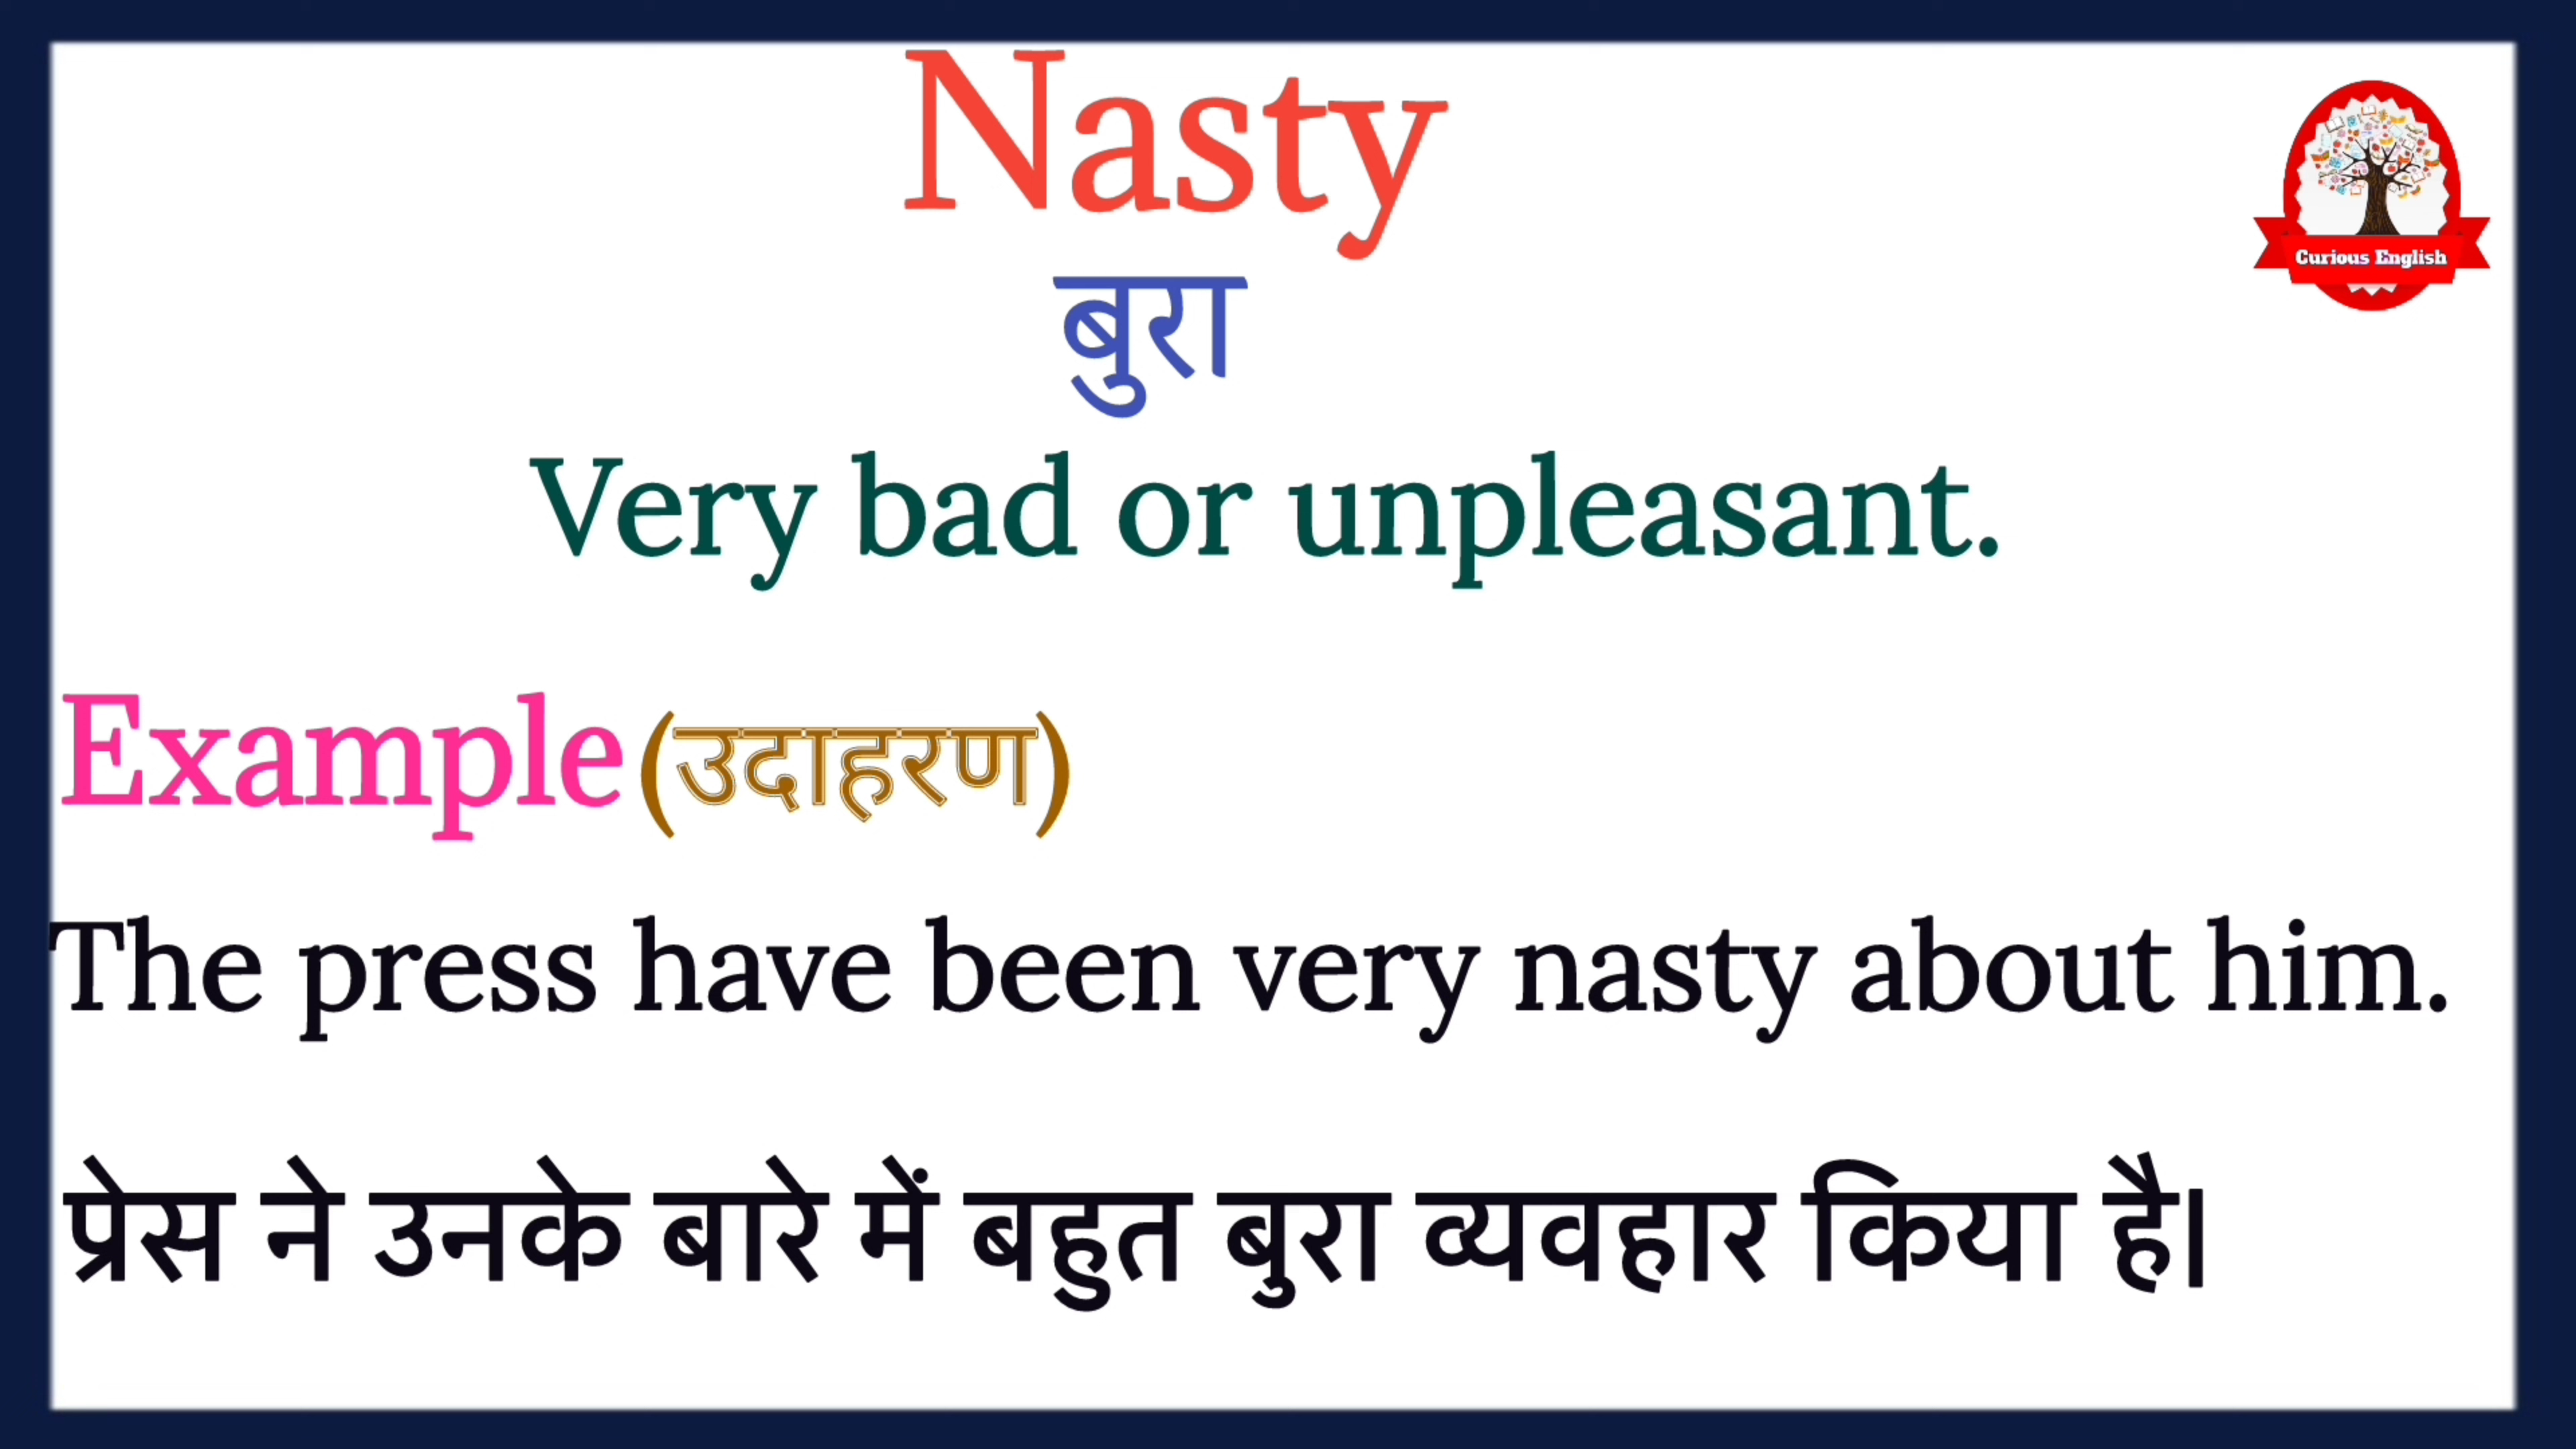 Nasty
Curious English
बुरा
Very bad or unpleasant.
Example (उदाहरण)
The press have been very nasty about him.
प्रेस ने उनके बारे में बहुत बुरा व्यवहार किया है।